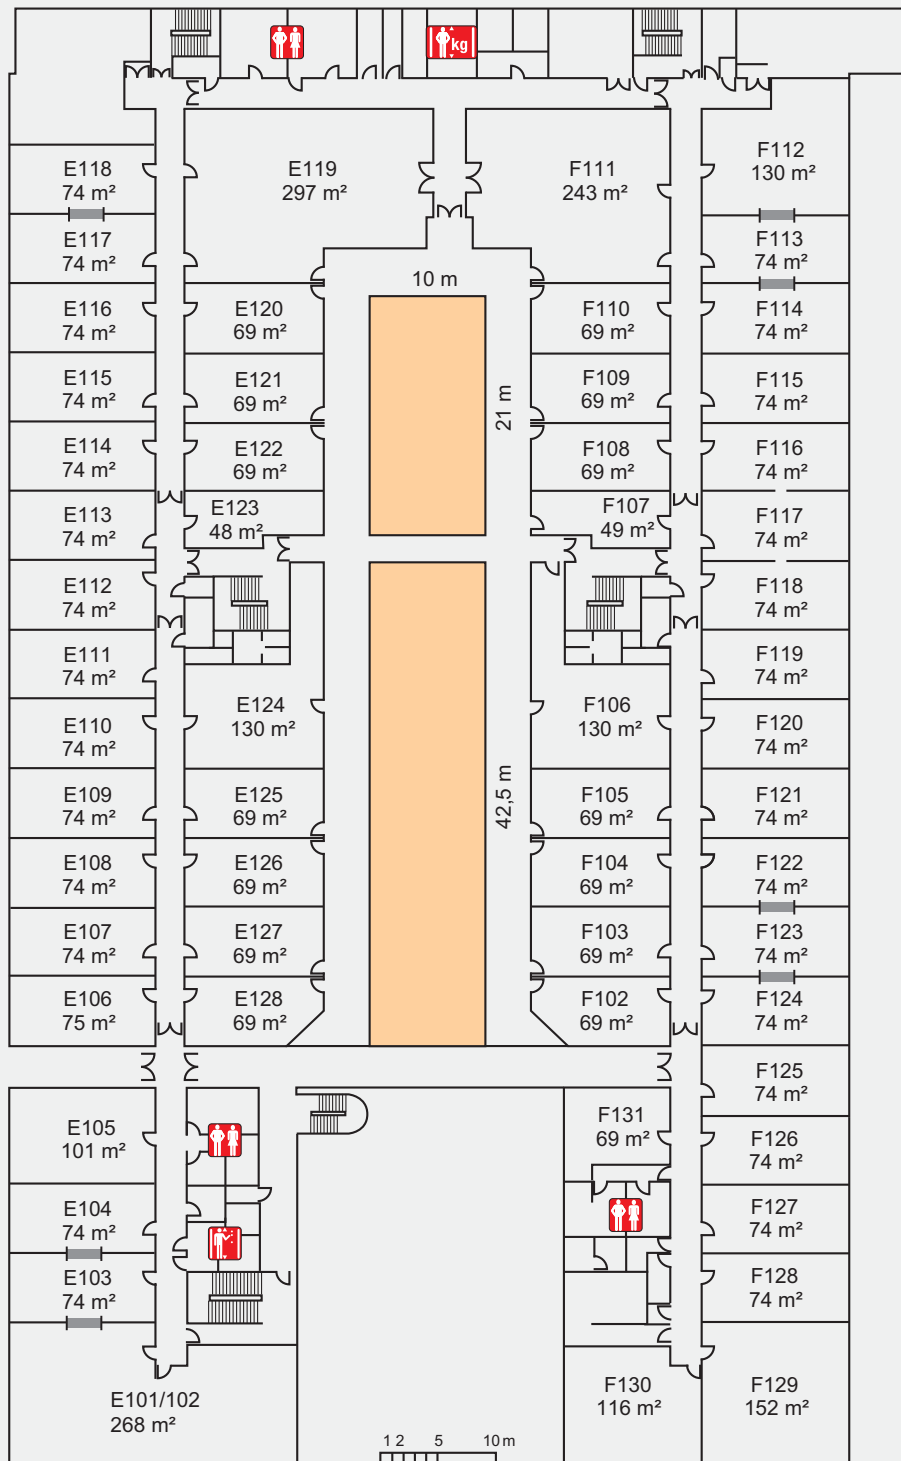 kg
E118
74 m²
E119
297 m²
F111
243 m²
F112
130 m²
E117
74 m²
F113
74 m²
10 m
E116
74 m²
E120
69 m²
F110
69 m²
F114
74 m²
E115
74 m²
E121
69 m²
21 m
F109
69 m²
F115
74 m²
E114
74 m²
E122
69 m²
F108
69 m²
F116
74 m²
E113
74 m²
E123
48 m²
F107
49 m²
F117
74 m²
E112
74 m²
F118
74 m²
E111
74 m²
F119
74 m²
E110
74 m²
E124
130 m²
F106
130 m²
F120
74 m²
E109
74 m²
E125
69 m²
42,5 m
F105
69 m²
F121
74 m²
E108
74 m²
E126
69 m²
F104
69 m²
F122
74 m²
E107
74 m²
E127
69 m²
F103
69 m²
F123
74 m²
E106
75 m²
E128
69 m²
F102
69 m²
F124
74 m²
F125
74 m²
E105
101 m²
F131
69 m²
F126
74 m²
E104
74 m²
F127
74 m²
E103
74 m²
F128
74 m²
E101/102
268 m²
F130
116 m²
F129
152 m²
1 2 5 10 m